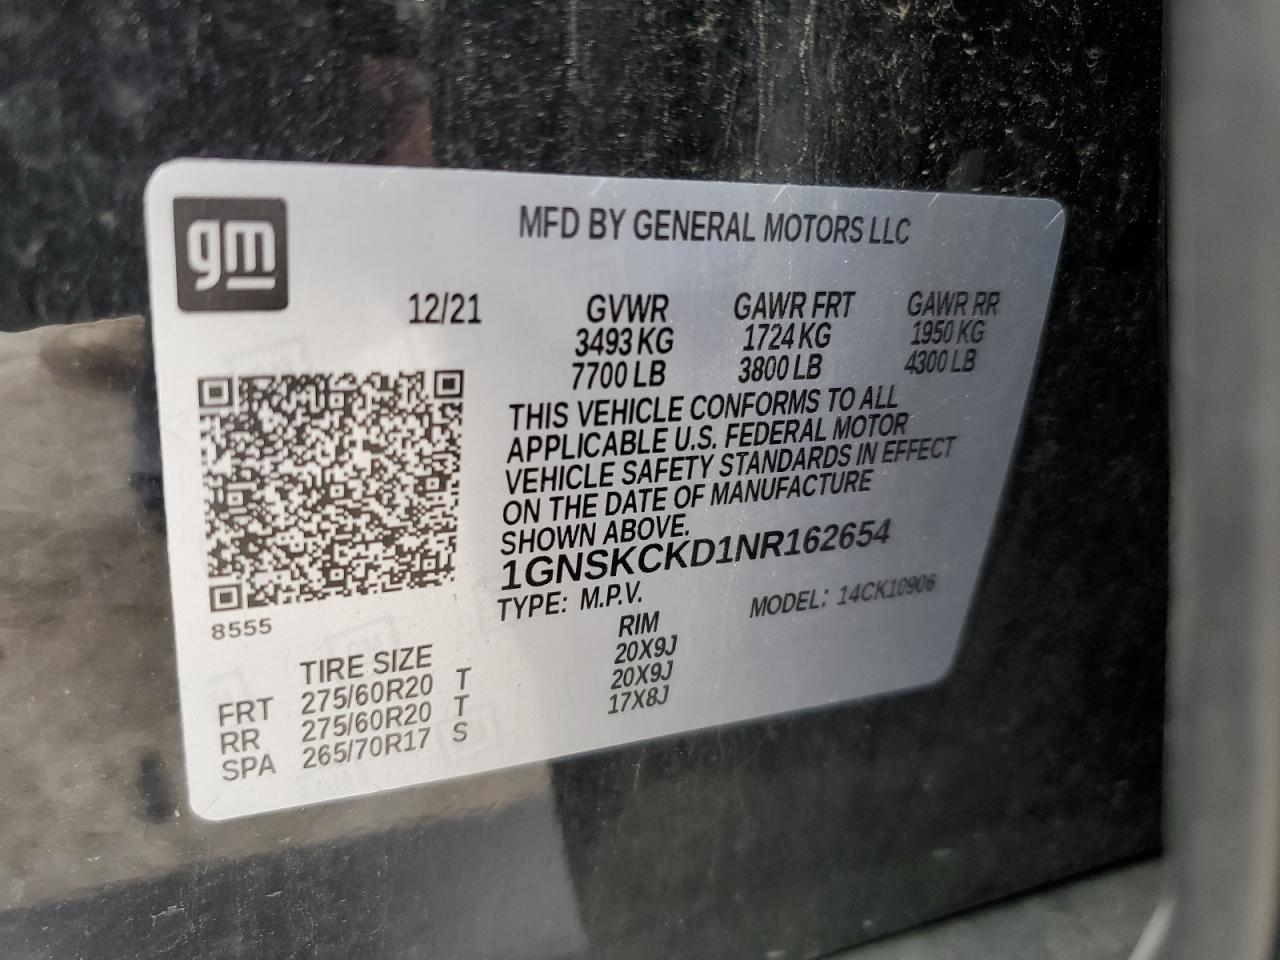 gm
MFD BY GENERAL MOTORS LLC
12/21 GVWR GAWR FRT GAWR RR
3493 KG 1724 KG 1950 KG
7700 LB 3800 LB 4300 LB
THIS VEHICLE CONFORMS TO ALL
APPLICABLE U.S. FEDERAL MOTOR
VEHICLE SAFETY STANDARDS IN EFFECT
ON THE DATE OF MANUFACTURE
SHOWN ABOVE.
1GNSKCKD1NR162654
TYPE: M.P.V. MODEL: 14CK10906
8555
TIRE SIZE RIM
FRT 275/60R20 T 20X9J
RR 275/60R20 T 20X9J
SPA 265/70R17 S 17X8J